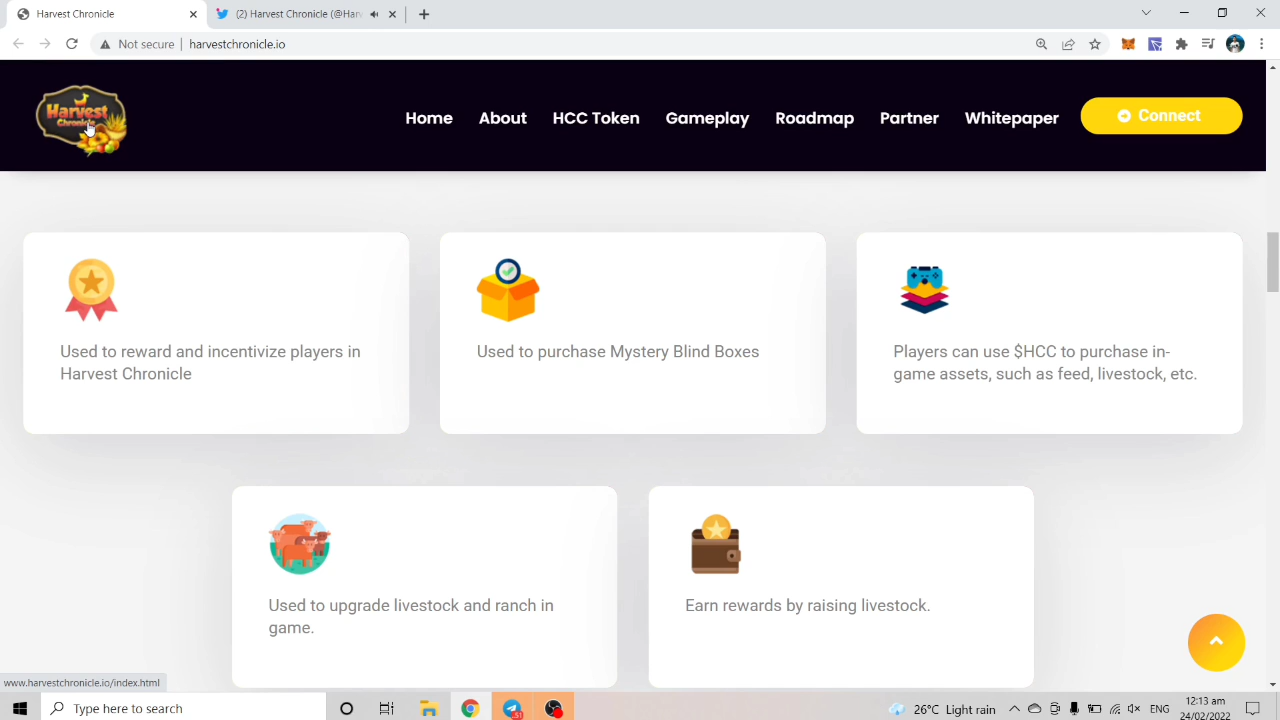 Harvest Chronicle
(2) Harvest Chronicle (@Harv
Not secure
harvestchronicle.io
Harvest
Chronicle
Home
About
HCC Token
Gameplay
Roadmap
Partner
Whitepaper
Connect
Used to reward and incentivize players in
Harvest Chronicle
Used to purchase Mystery Blind Boxes
Players can use $HCC to purchase in-
game assets, such as feed, livestock, etc.
Used to upgrade livestock and ranch in
game.
Earn rewards by raising livestock.
www.harvestchronicle.io/index.html
Type here to search
26°C Light rain
ENG
12:13 am
24/02/2022